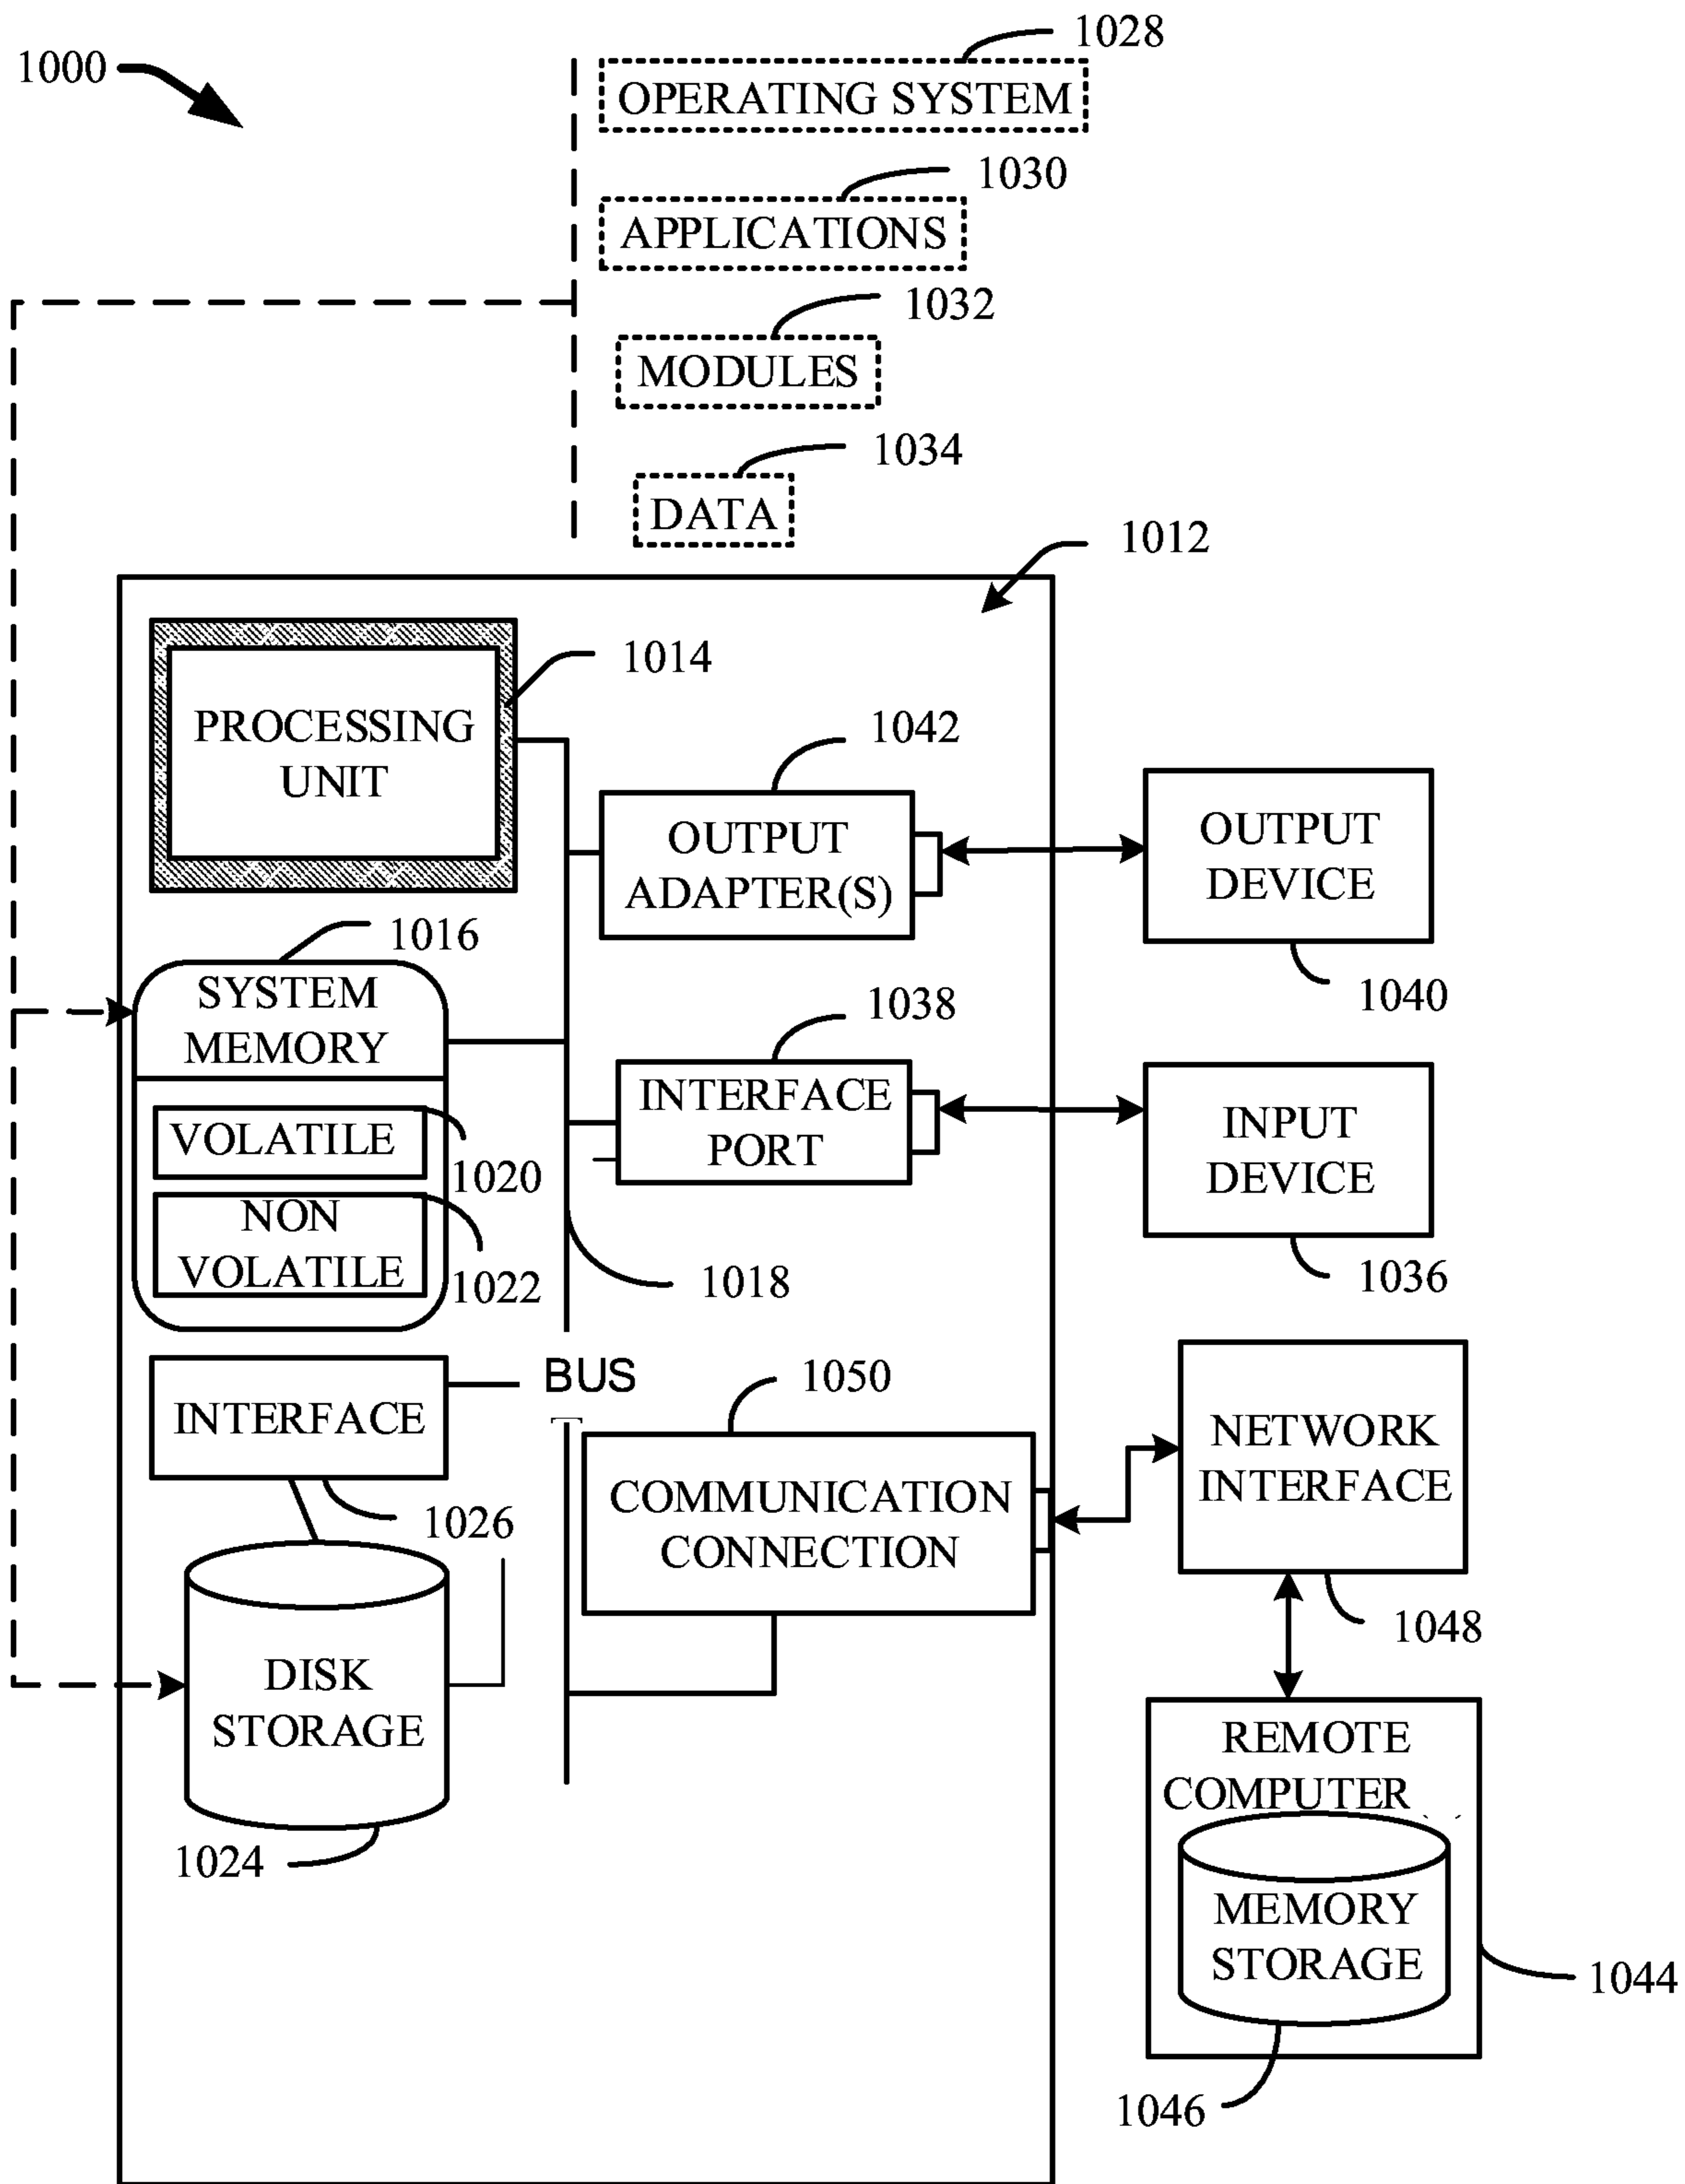 1028
1000
OPERATING SYSTEM
1030
APPLICATIONS
1032
MODULES
1034
DATA
1012
1014
PROCESSING
UNIT
1042
OUTPUT
ADAPTER(S)
OUTPUT
DEVICE
1040
1016
SYSTEM
MEMORY
1038
INTERFACE
PORT
INPUT
DEVICE
1036
VOLATILE
1020
NON
VOLATILE
1022
1018
INTERFACE
BUS
1050
1026
COMMUNICATION
CONNECTION
NETWORK
INTERFACE
1048
DISK
STORAGE
1024
REMOTE
COMPUTER
MEMORY
STORAGE
1044
1046